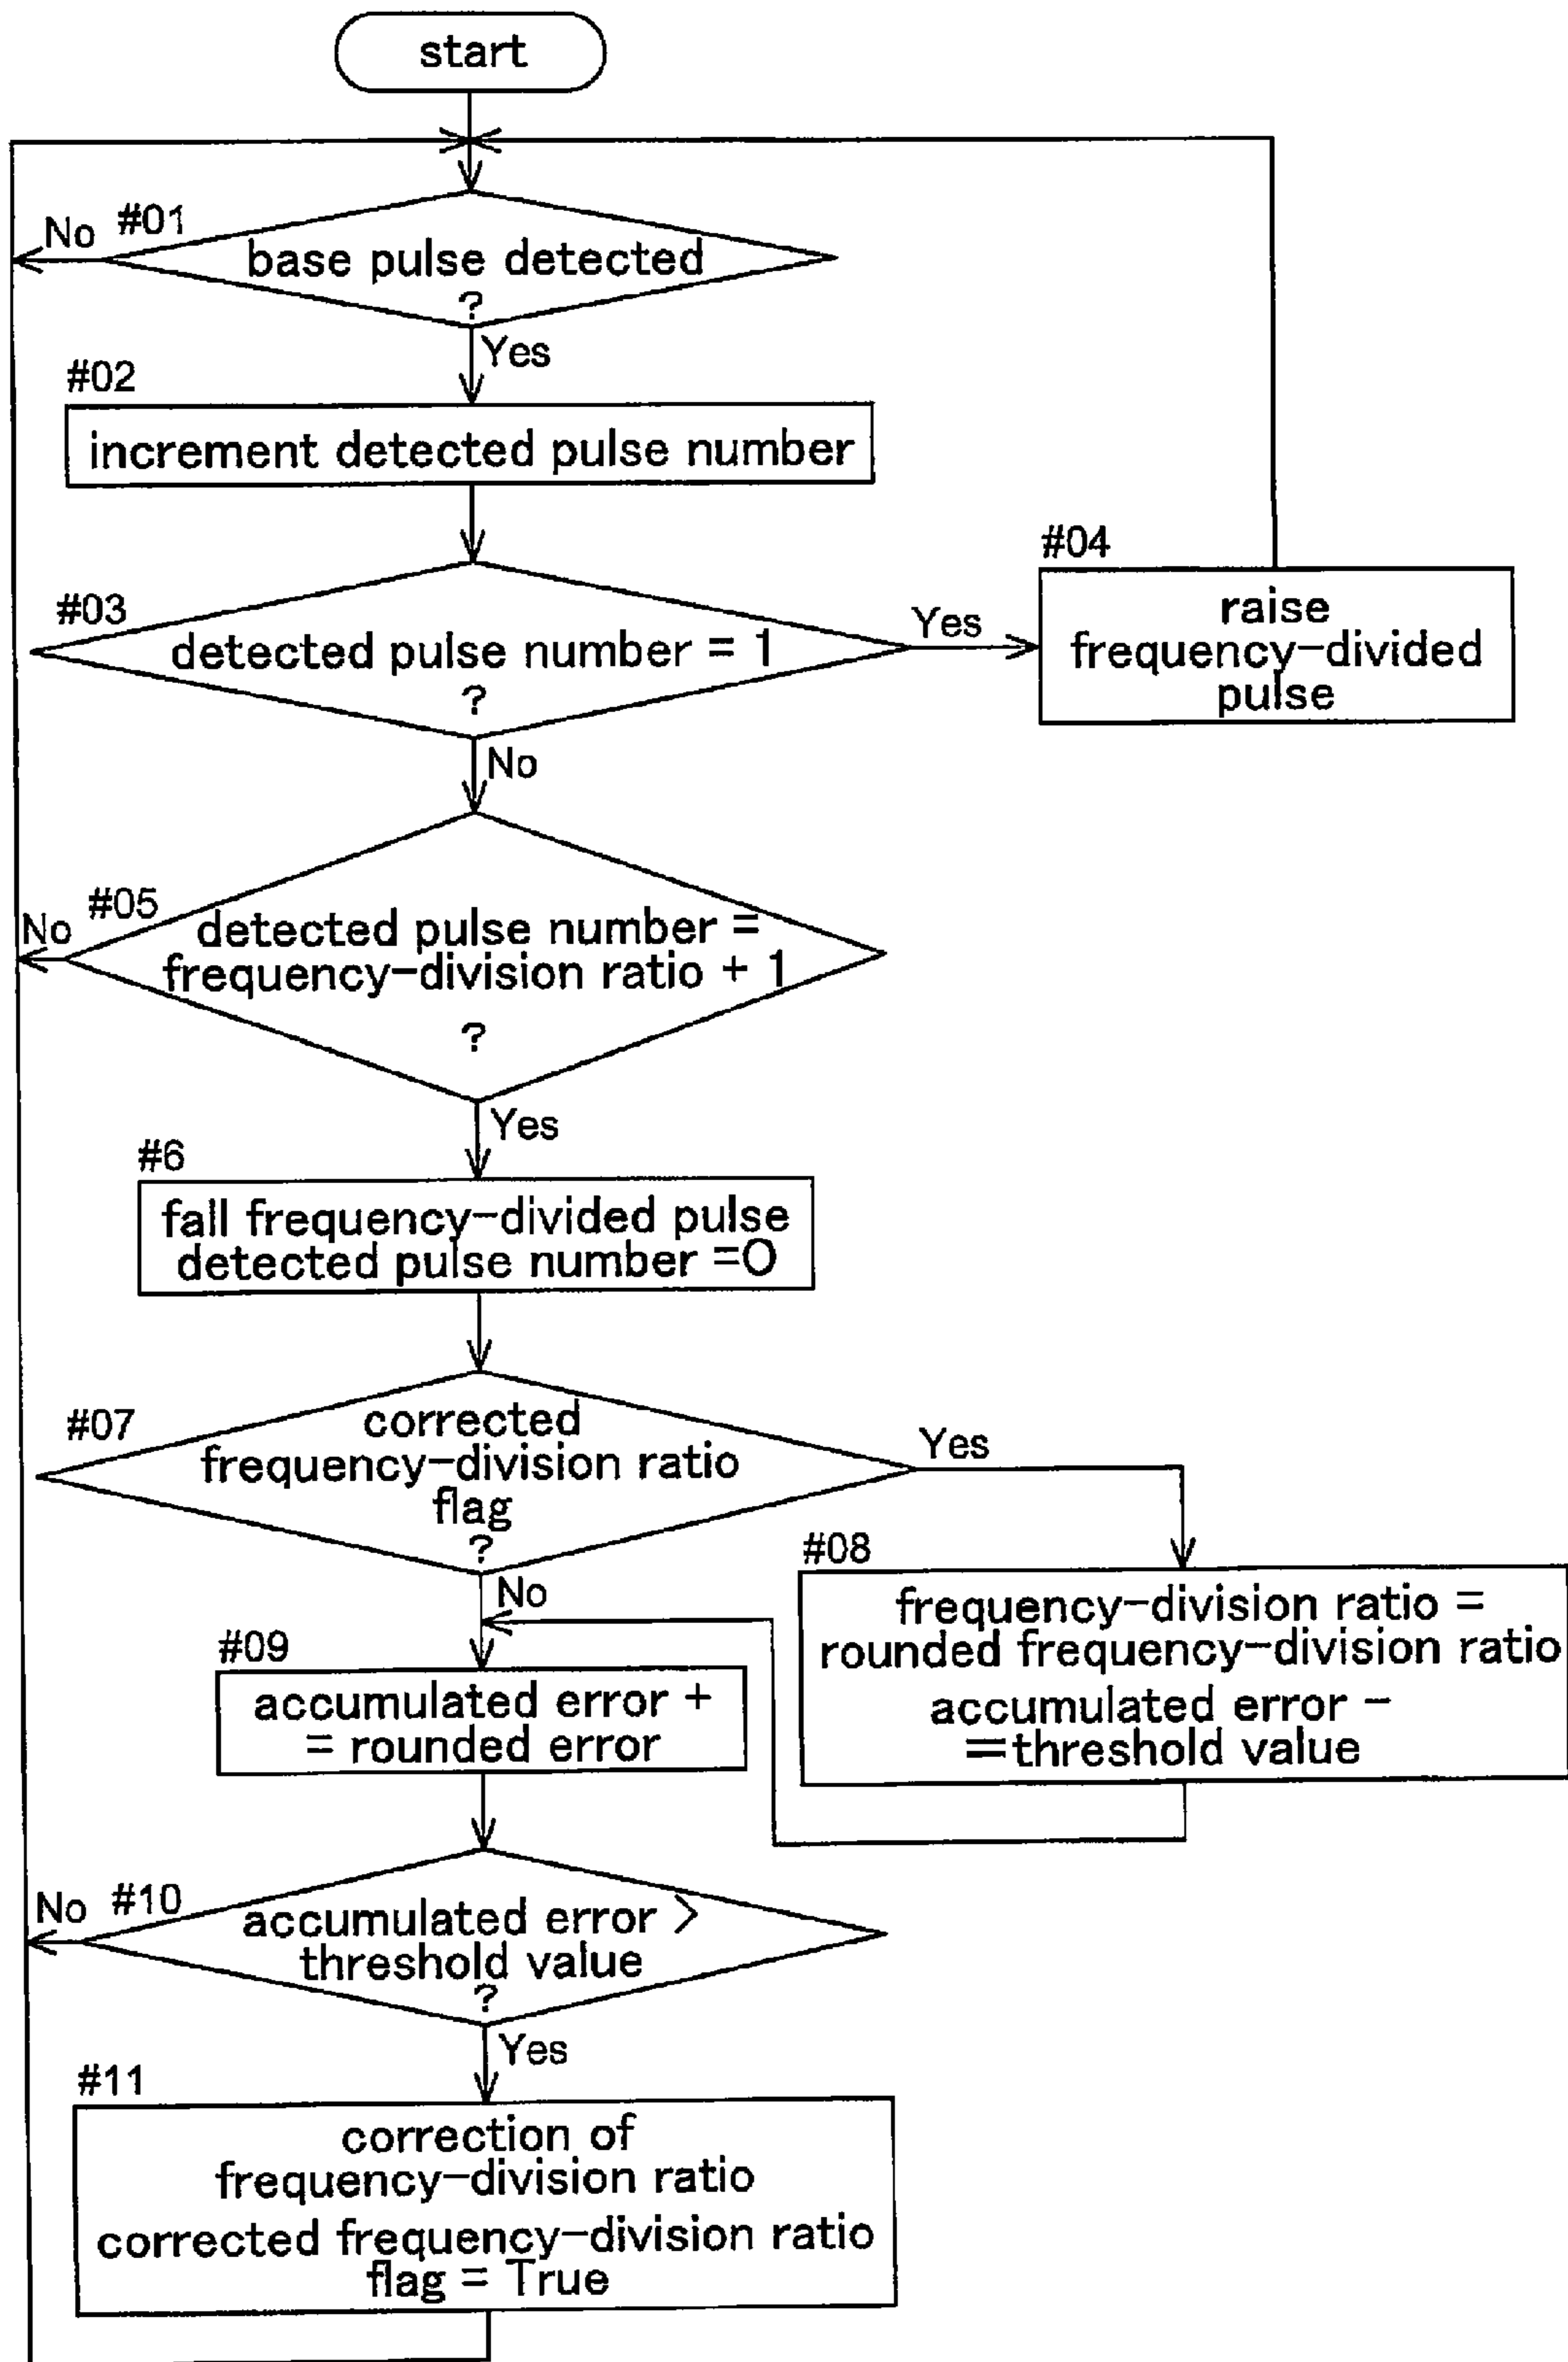 start
#01
No
base pulse detected
?
Yes
#02
increment detected pulse number
#03
detected pulse number = 1
?
Yes
#04
raise
frequency-divided
pulse
No
#05
No
detected pulse number =
frequency-division ratio + 1
?
Yes
#6
fall frequency-divided pulse
detected pulse number =O
#07
corrected
frequency-division ratio
flag
?
Yes
#08
frequency-division ratio =
rounded frequency-division ratio
accumulated error -
=threshold value
No
#09
accumulated error +
= rounded error
#10
No
accumulated error >
threshold value
?
Yes
#11
correction of
frequency-division ratio
corrected frequency-division ratio
flag = True